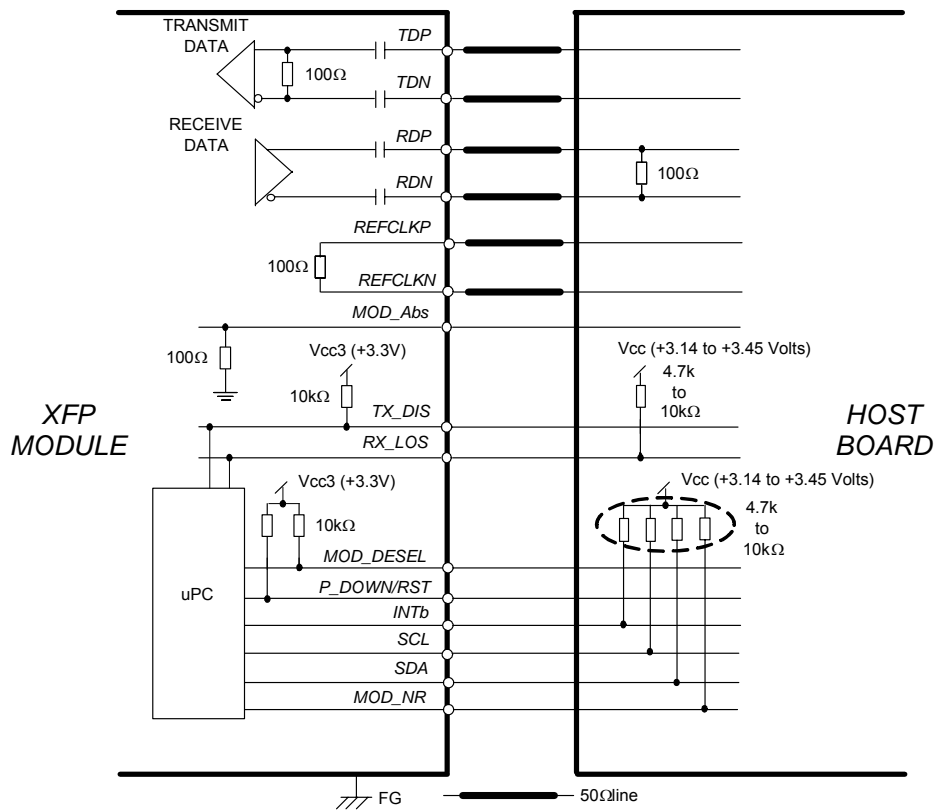 TRANSMIT
DATA
TDP
100Ω
TDN
RECEIVE
DATA
RDP
100Ω
RDN
REFCLKP
100Ω
REFCLKN
MOD_Abs
100Ω
Vcc3 (+3.3V)
10kΩ
TX_DIS
RX_LOS
Vcc (+3.14 to +3.45 Volts)
4.7k
to
10kΩ
XFP
MODULE
HOST
BOARD
Vcc3 (+3.3V)
10kΩ
Vcc (+3.14 to +3.45 Volts)
4.7k
to
10kΩ
MOD_DESEL
uPC
P_DOWN/RST
INTb
SCL
SDA
MOD_NR
FG
50Ωline